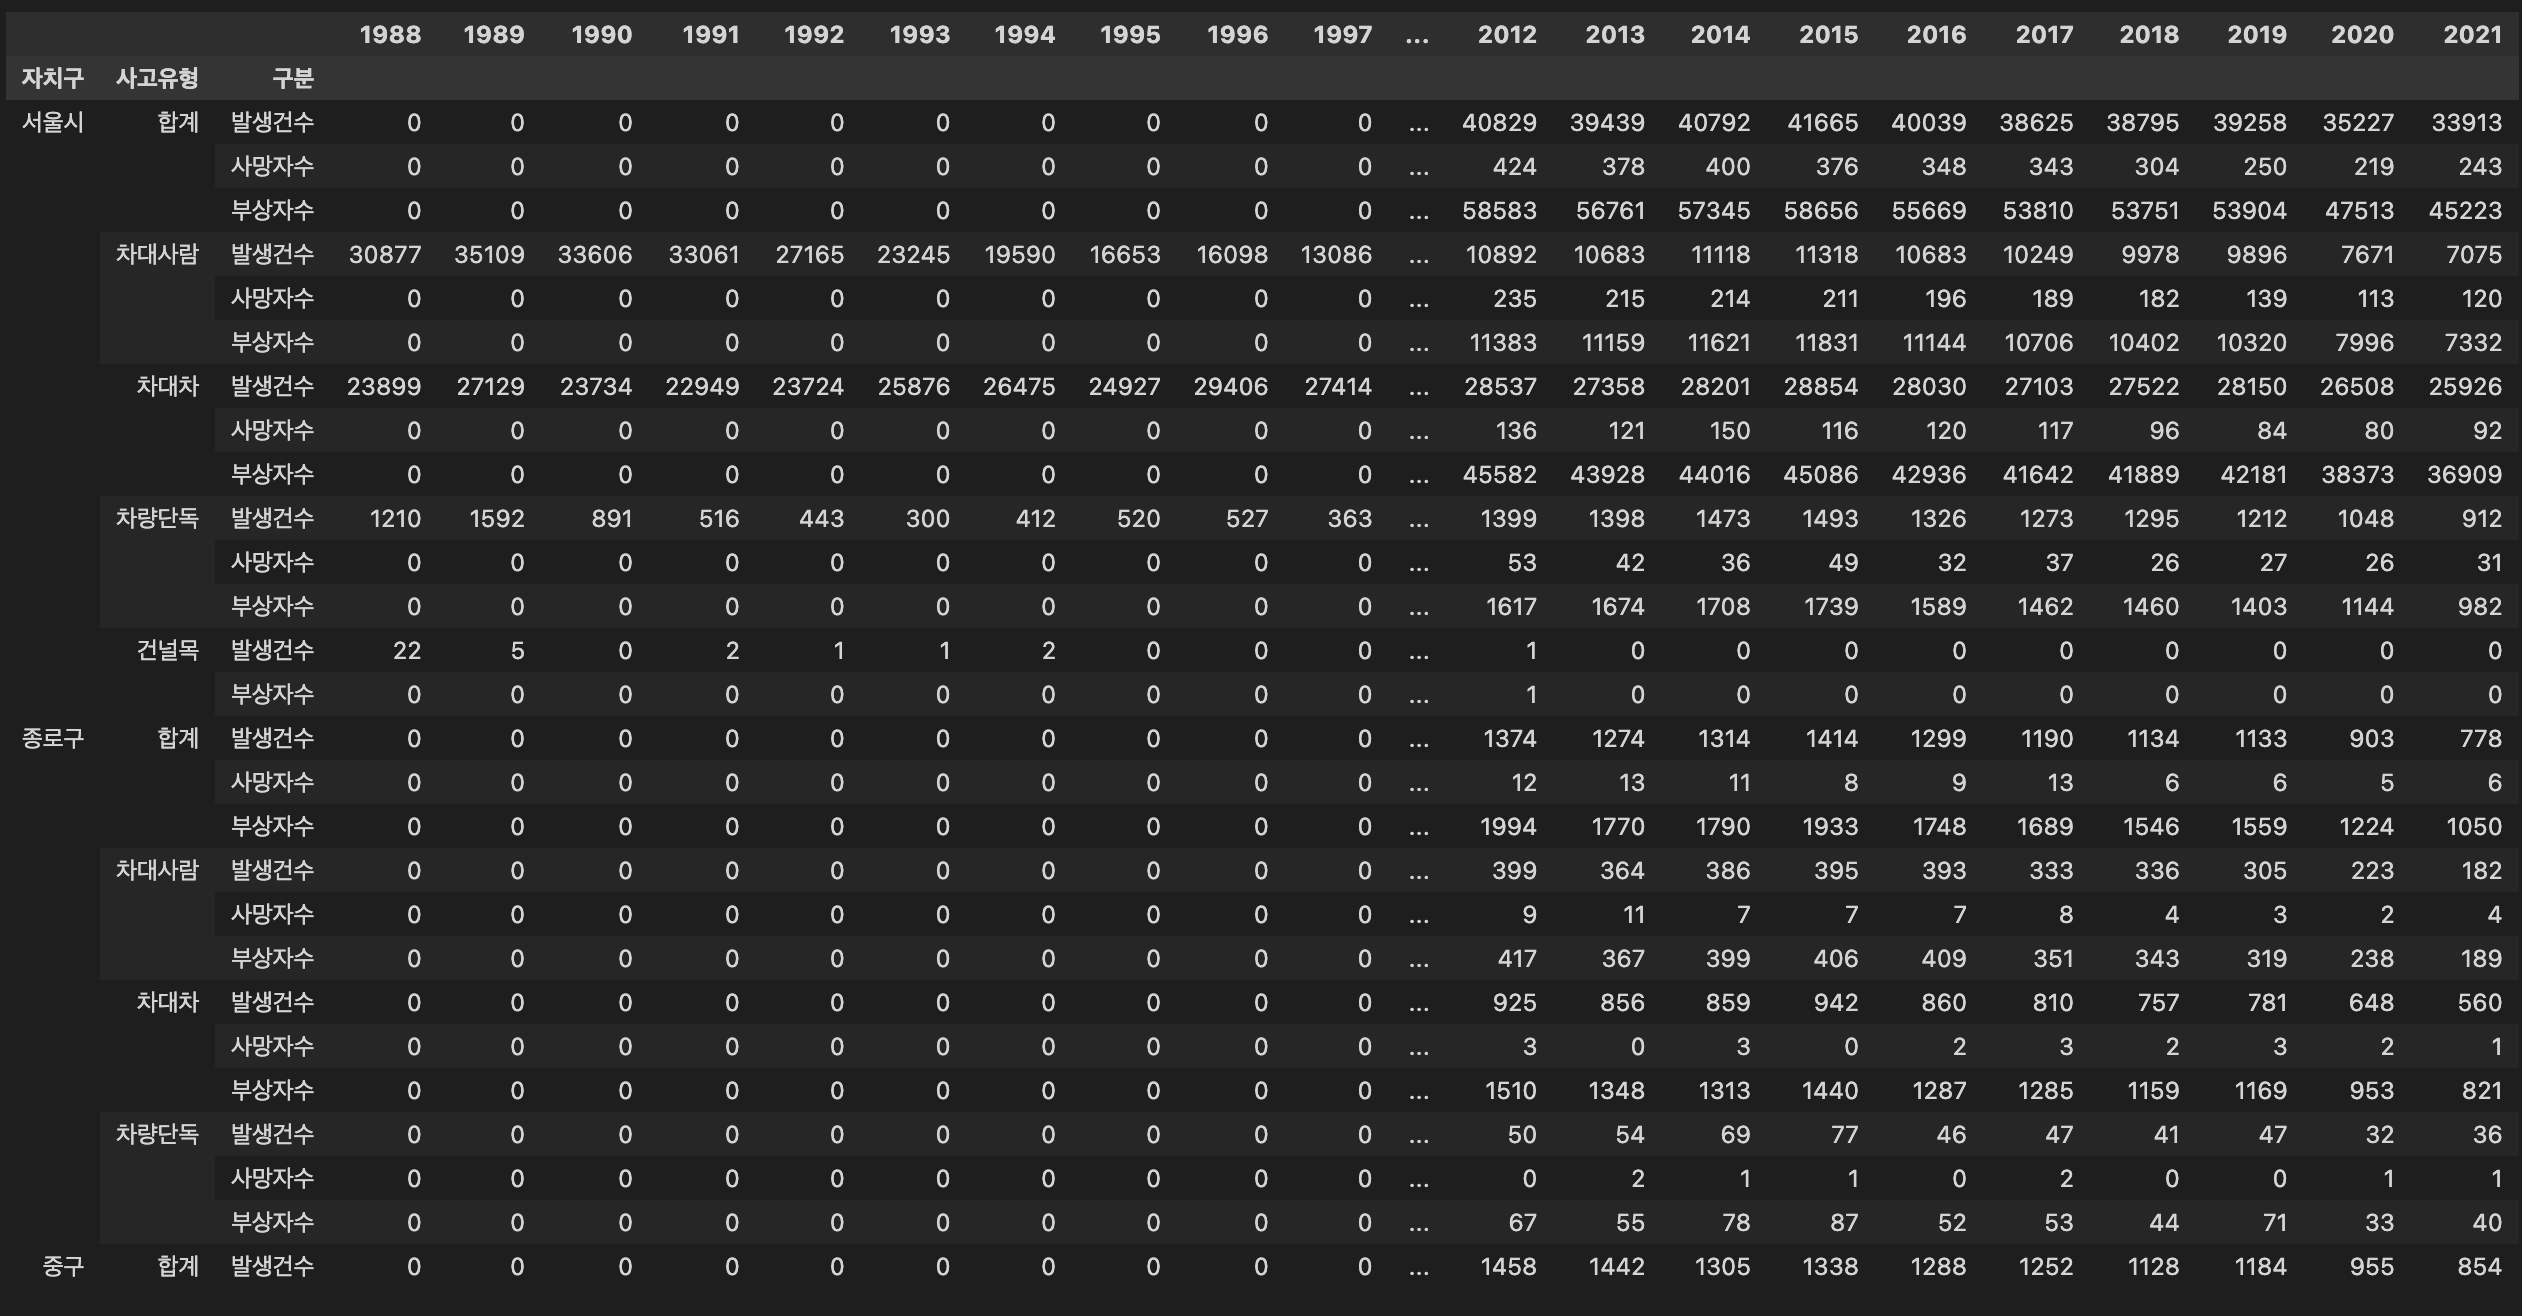 1988 1989 1990 1991 1992 1993 1994 1995 1996 1997 ... 2012 2013 2014 2015 2016 2017 2018 2019 2020 2021
자치구 사고유형 구분
서울시 합계 발생건수 0 0 0 0 0 0 0 0 0 0 ... 40829 39439 40792 41665 40039 38625 38795 39258 35227 33913
사망자수 0 0 0 0 0 0 0 0 0 0 ... 424 378 400 376 348 343 304 250 219 243
부상자수 0 0 0 0 0 0 0 0 0 0 ... 58583 56761 57345 58656 55669 53810 53751 53904 47513 45223
차대사람 발생건수 30877 35109 33606 33061 27165 23245 19590 16653 16098 13086 ... 10892 10683 11118 11318 10683 10249 9978 9896 7671 7075
사망자수 0 0 0 0 0 0 0 0 0 0 ... 235 215 214 211 196 189 182 139 113 120
부상자수 0 0 0 0 0 0 0 0 0 0 ... 11383 11159 11621 11831 11144 10706 10402 10320 7996 7332
차대차 발생건수 23899 27129 23734 22949 23724 25876 26475 24927 29406 27414 ... 28537 27358 28201 28854 28030 27103 27522 28150 26508 25926
사망자수 0 0 0 0 0 0 0 0 0 0 ... 136 121 150 116 120 117 96 84 80 92
부상자수 0 0 0 0 0 0 0 0 0 0 ... 45582 43928 44016 45086 42936 41642 41889 42181 38373 36909
차량단독 발생건수 1210 1592 891 516 443 300 412 520 527 363 ... 1399 1398 1473 1493 1326 1273 1295 1212 1048 912
사망자수 0 0 0 0 0 0 0 0 0 0 ... 53 42 36 49 32 37 26 27 26 31
부상자수 0 0 0 0 0 0 0 0 0 0 ... 1617 1674 1708 1739 1589 1462 1460 1403 1144 982
건널목 발생건수 22 5 0 2 1 1 2 0 0 0 ... 1 0 0 0 0 0 0 0 0 0
부상자수 0 0 0 0 0 0 0 0 0 0 ... 1 0 0 0 0 0 0 0 0 0
종로구 합계 발생건수 0 0 0 0 0 0 0 0 0 0 ... 1374 1274 1314 1414 1299 1190 1134 1133 903 778
사망자수 0 0 0 0 0 0 0 0 0 0 ... 12 13 11 8 9 13 6 6 5 6
부상자수 0 0 0 0 0 0 0 0 0 0 ... 1994 1770 1790 1933 1748 1689 1546 1559 1224 1050
차대사람 발생건수 0 0 0 0 0 0 0 0 0 0 ... 399 364 386 395 393 333 336 305 223 182
사망자수 0 0 0 0 0 0 0 0 0 0 ... 9 11 7 7 7 8 4 3 2 4
부상자수 0 0 0 0 0 0 0 0 0 0 ... 417 367 399 406 409 351 343 319 238 189
차대차 발생건수 0 0 0 0 0 0 0 0 0 0 ... 925 856 859 942 860 810 757 781 648 560
사망자수 0 0 0 0 0 0 0 0 0 0 ... 3 0 3 0 2 3 2 3 2 1
부상자수 0 0 0 0 0 0 0 0 0 0 ... 1510 1348 1313 1440 1287 1285 1159 1169 953 821
차량단독 발생건수 0 0 0 0 0 0 0 0 0 0 ... 50 54 69 77 46 47 41 47 32 36
사망자수 0 0 0 0 0 0 0 0 0 0 ... 0 2 1 1 0 2 0 0 1 1
부상자수 0 0 0 0 0 0 0 0 0 0 ... 67 55 78 87 52 53 44 71 33 40
중구 합계 발생건수 0 0 0 0 0 0 0 0 0 0 ... 1458 1442 1305 1338 1288 1252 1128 1184 955 854